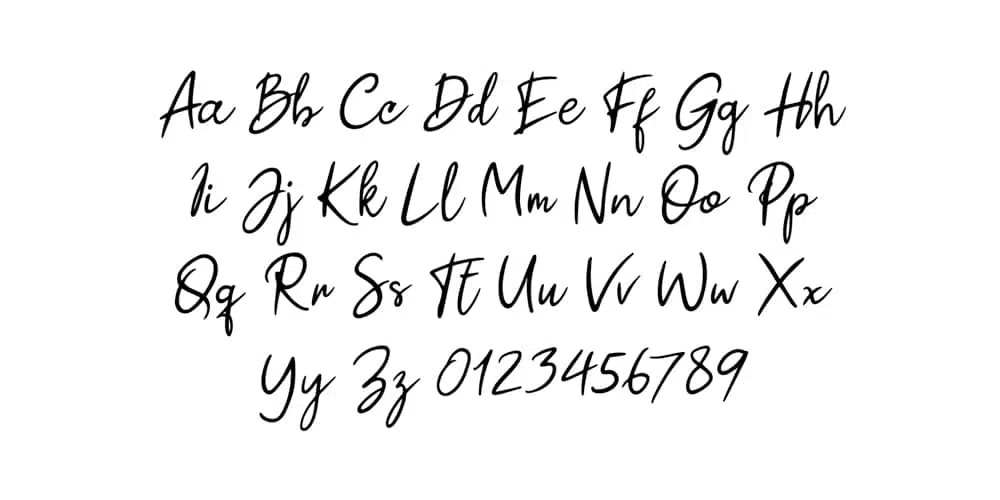 Aa Bb Cc Dd Ee Ff Gg Hh
Ii Jj Kk Ll Mm Nn Oo Pp
Qq Rr Ss Tt Uu Vv Ww Xx
Yy Zz 0123456789